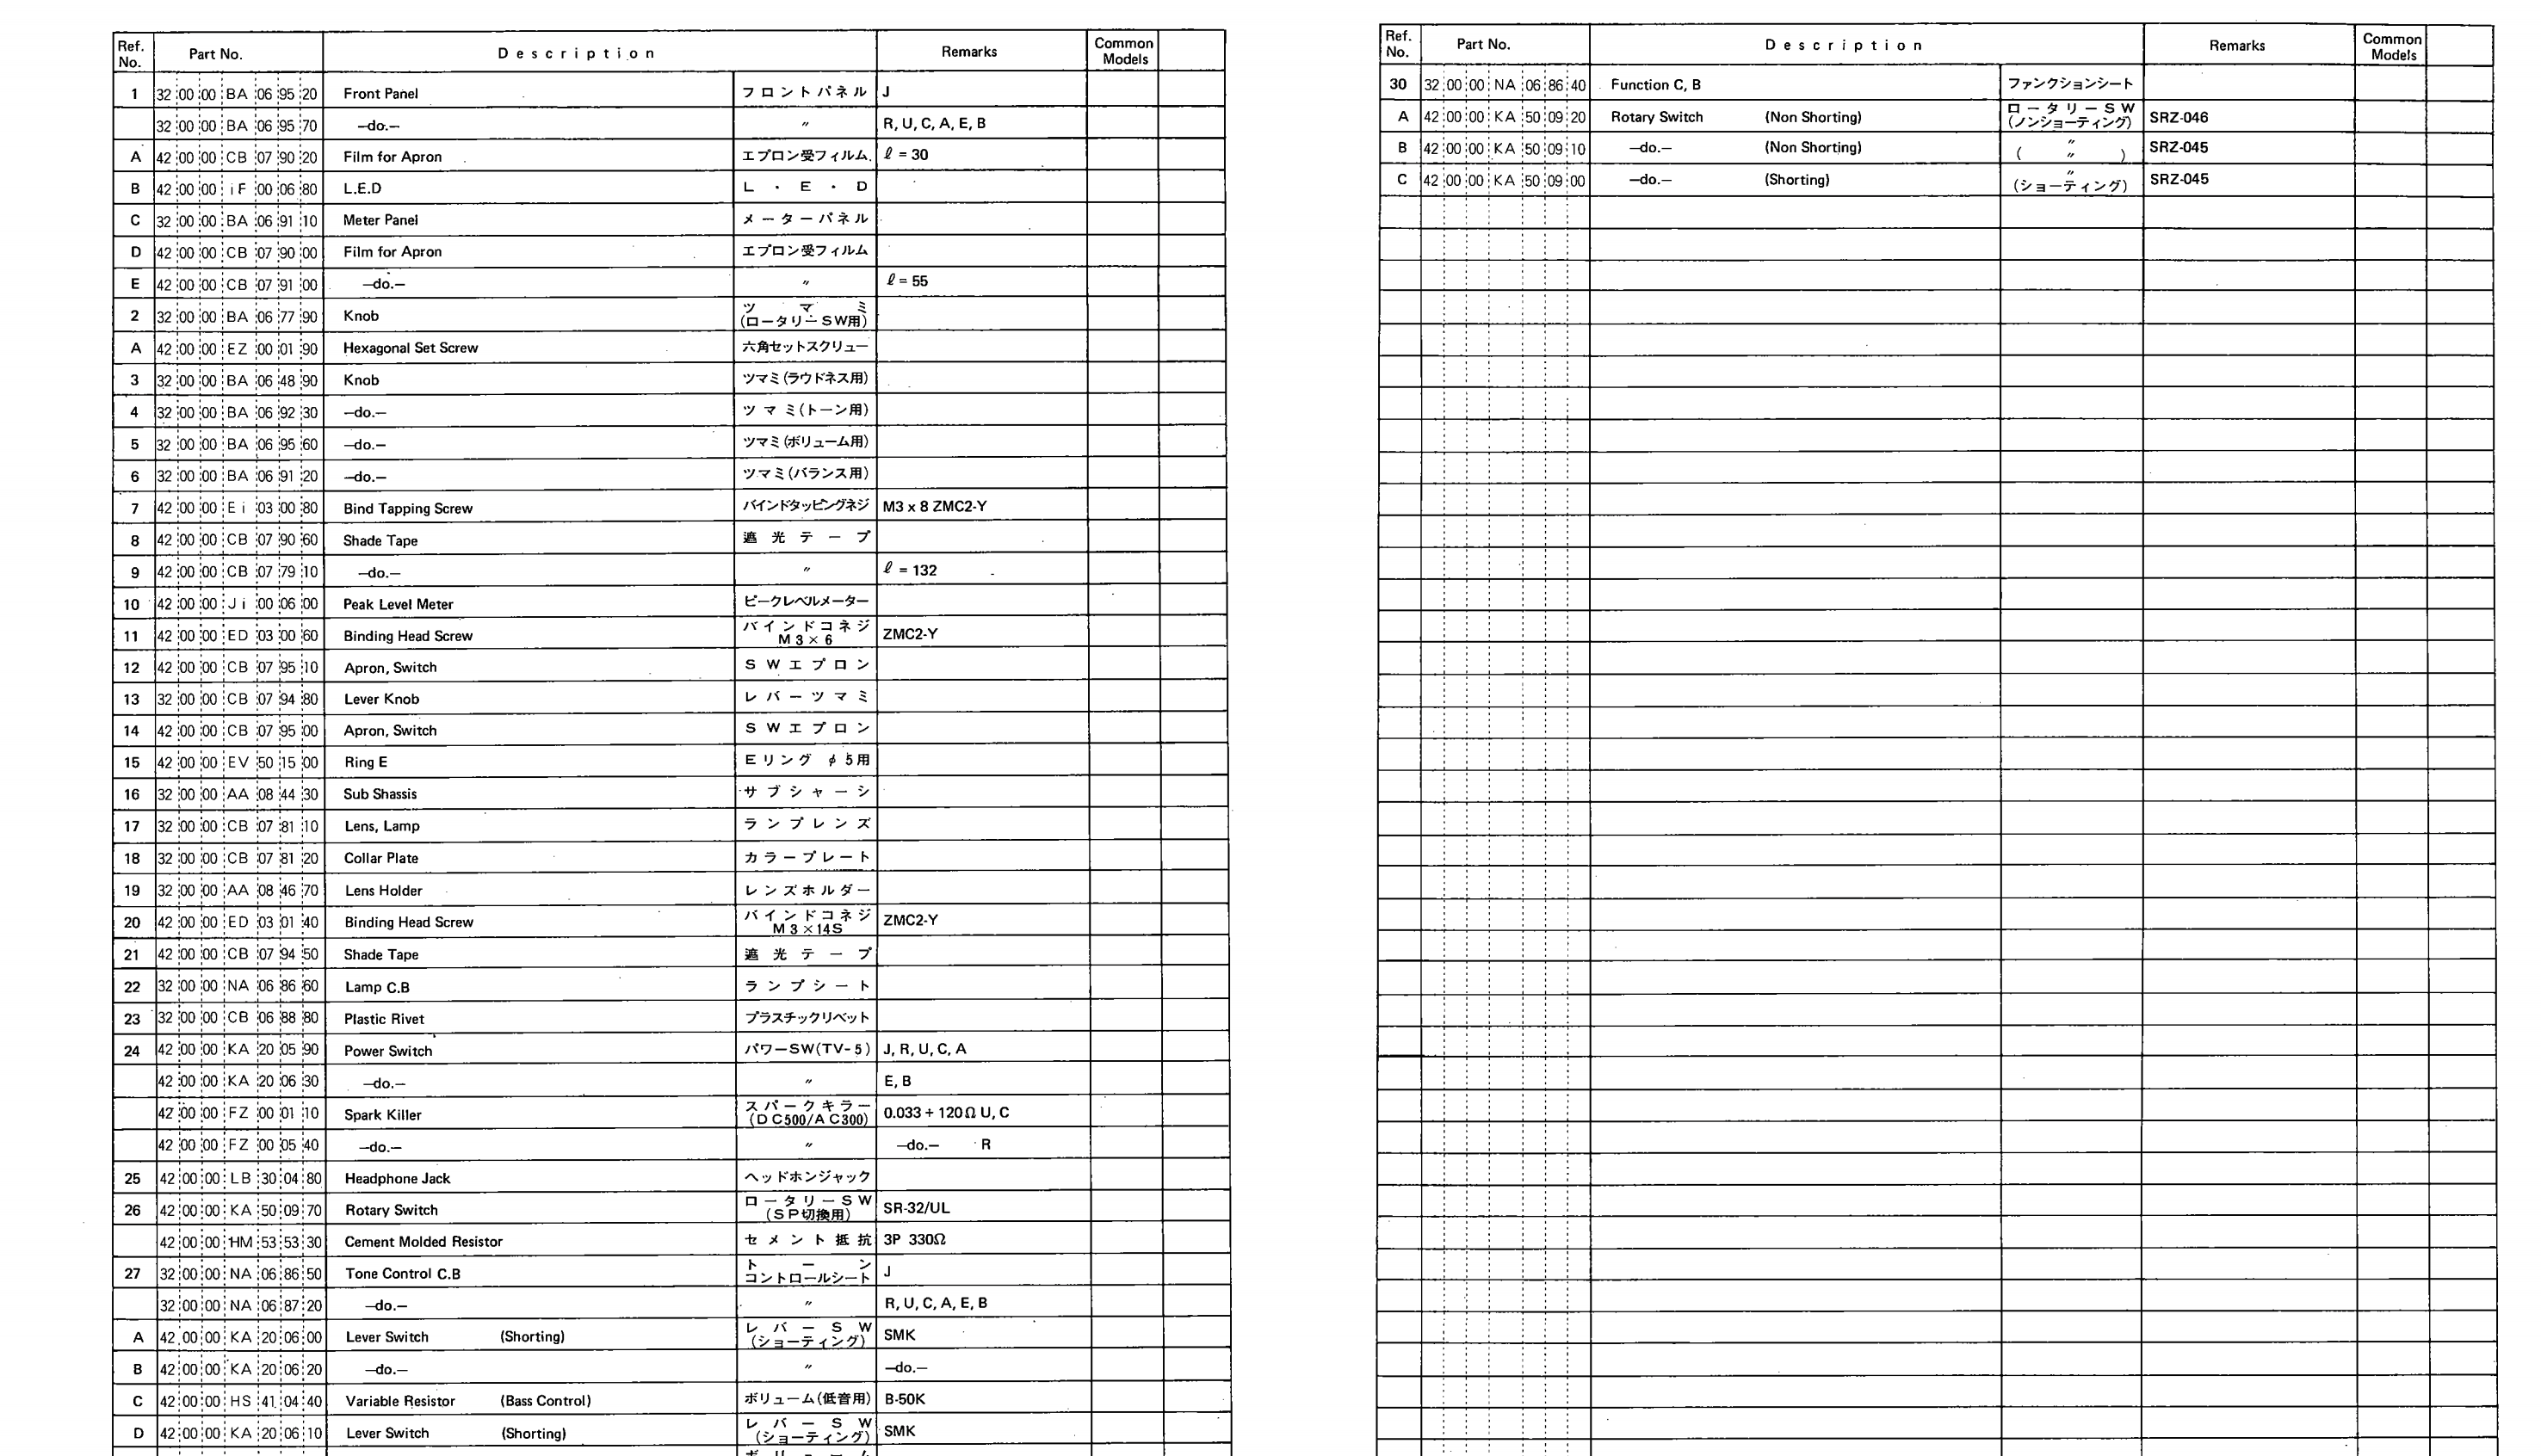 Ref. No. Part No. Description Remarks Common Models
1 32 00 00 BA 06 95 20 Front Panel フロントパネル J
32 00 00 BA 06 95 70 —do.— 〃 R, U, C, A, E, B
A 42 00 00 CB 07 90 20 Film for Apron エプロン受フィルム ℓ = 30
B 42 00 00 iF 00 06 80 L.E.D L・E・D
C 32 00 00 BA 06 91 10 Meter Panel メーターパネル
D 42 00 00 CB 07 90 00 Film for Apron エプロン受フィルム
E 42 00 00 CB 07 91 00 —do.— 〃 ℓ = 55
2 32 00 00 BA 06 77 90 Knob ツマミ (ロータリーSW用)
A 42 00 00 EZ 00 01 90 Hexagonal Set Screw 六角セットスクリュー
3 32 00 00 BA 06 48 90 Knob ツマミ(ラウドネス用)
4 32 00 00 BA 06 92 30 —do.— ツマミ(トーン用)
5 32 00 00 BA 06 95 60 —do.— ツマミ(ボリューム用)
6 32 00 00 BA 06 91 20 —do.— ツマミ(バランス用)
7 42 00 00 Ei 03 00 80 Bind Tapping Screw バインドタッピングネジ M3 x 8 ZMC2-Y
8 42 00 00 CB 07 90 60 Shade Tape 遮光テープ
9 42 00 00 CB 07 79 10 —do.— 〃 ℓ = 132
10 42 00 00 Ji 00 06 00 Peak Level Meter ピークレベルメーター
11 42 00 00 ED 03 00 60 Binding Head Screw バインドコネジ M3×6 ZMC2-Y
12 42 00 00 CB 07 95 10 Apron, Switch SWエプロン
13 32 00 00 CB 07 94 80 Lever Knob レバーツマミ
14 42 00 00 CB 07 95 00 Apron, Switch SWエプロン
15 42 00 00 EV 50 15 00 Ring E Eリング φ5用
16 32 00 00 AA 08 44 30 Sub Shassis サブシャーシ
17 32 00 00 CB 07 81 10 Lens, Lamp ランプレンズ
18 32 00 00 CB 07 81 20 Collar Plate カラープレート
19 32 00 00 AA 08 46 70 Lens Holder レンズホルダー
20 42 00 00 ED 03 01 40 Binding Head Screw バインドコネジ M3×14S ZMC2-Y
21 42 00 00 CB 07 94 50 Shade Tape 遮光テープ
22 32 00 00 NA 06 86 60 Lamp C.B ランプシート
23 32 00 00 CB 06 88 80 Plastic Rivet プラスチックリベット
24 42 00 00 KA 20 05 90 Power Switch パワーSW(TV-5) J, R, U, C, A
42 00 00 KA 20 06 30 —do.— 〃 E, B
42 00 00 FZ 00 01 10 Spark Killer スパークキラー (DC500/AC300) 0.033 + 120Ω U, C
42 00 00 FZ 00 05 40 —do.— 〃 —do.— R
25 42 00 00 LB 30 04 80 Headphone Jack ヘッドホンジャック
26 42 00 00 KA 50 09 70 Rotary Switch ロータリーSW (SP切換用) SR-32/UL
42 00 00 HM 53 53 30 Cement Molded Resistor セメント抵抗 3P 330Ω
27 32 00 00 NA 06 86 50 Tone Control C.B トーン コントロールシート J
32 00 00 NA 06 87 20 —do.— 〃 R, U, C, A, E, B
A 42 00 00 KA 20 06 00 Lever Switch (Shorting) レバーSW (ショーティング) SMK
B 42 00 00 KA 20 06 20 —do.— 〃 —do.—
C 42 00 00 HS 41 04 40 Variable Resistor (Bass Control) ボリューム(低音用) B-50K
D 42 00 00 KA 20 06 10 Lever Switch (Shorting) レバーSW (ショーティング) SMK
Ref. No. Part No. Description Remarks Common Models
30 32 00 00 NA 06 86 40 Function C, B ファンクションシート
A 42 00 00 KA 50 09 20 Rotary Switch (Non Shorting) ロータリーSW (ノンショーティング) SRZ-046
B 42 00 00 KA 50 09 10 —do.— (Non Shorting) 〃 ( 〃 ) SRZ-045
C 42 00 00 KA 50 09 00 —do.— (Shorting) 〃 (ショーティング) SRZ-045